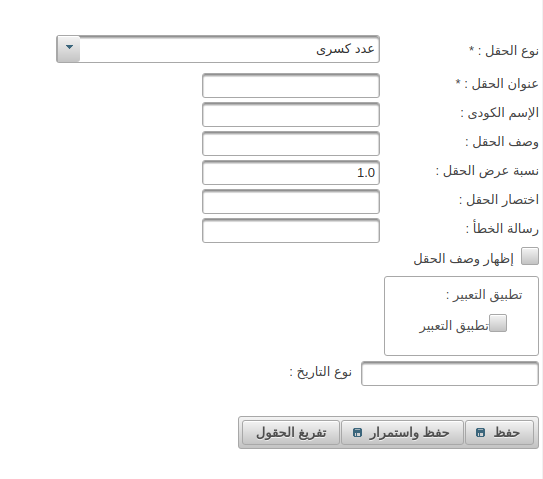 نوع الحقل : * عدد كسرى
عنوان الحقل : *
الإسم الكودى :
وصف الحقل :
نسبة عرض الحقل : 1.0
اختصار الحقل :
رسالة الخطأ :
إظهار وصف الحقل
تطبيق التعبير :
تطبيق التعبير
نوع التاريخ :
حفظ حفظ واستمرار تفريغ الحقول